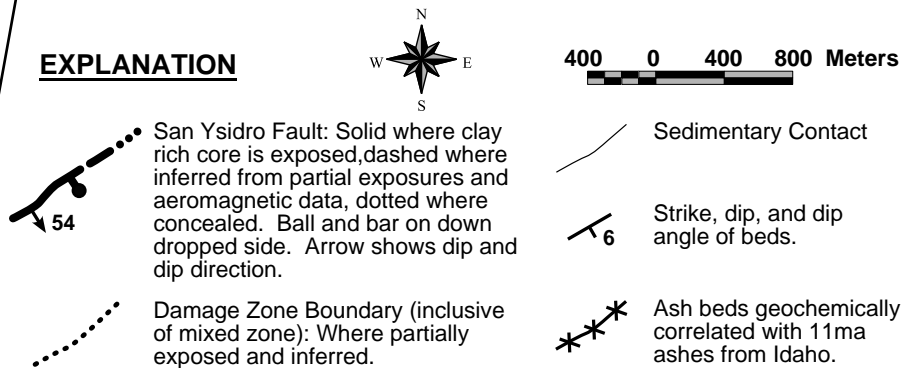 N
W E
S
EXPLANATION
400 0 400 800 Meters
San Ysidro Fault: Solid where clay
rich core is exposed,dashed where
inferred from partial exposures and
aeromagnetic data, dotted where
concealed. Ball and bar on down
dropped side. Arrow shows dip and
dip direction.
54
Damage Zone Boundary (inclusive
of mixed zone): Where partially
exposed and inferred.
Sedimentary Contact
Strike, dip, and dip
angle of beds.
6
Ash beds geochemically
correlated with 11ma
ashes from Idaho.